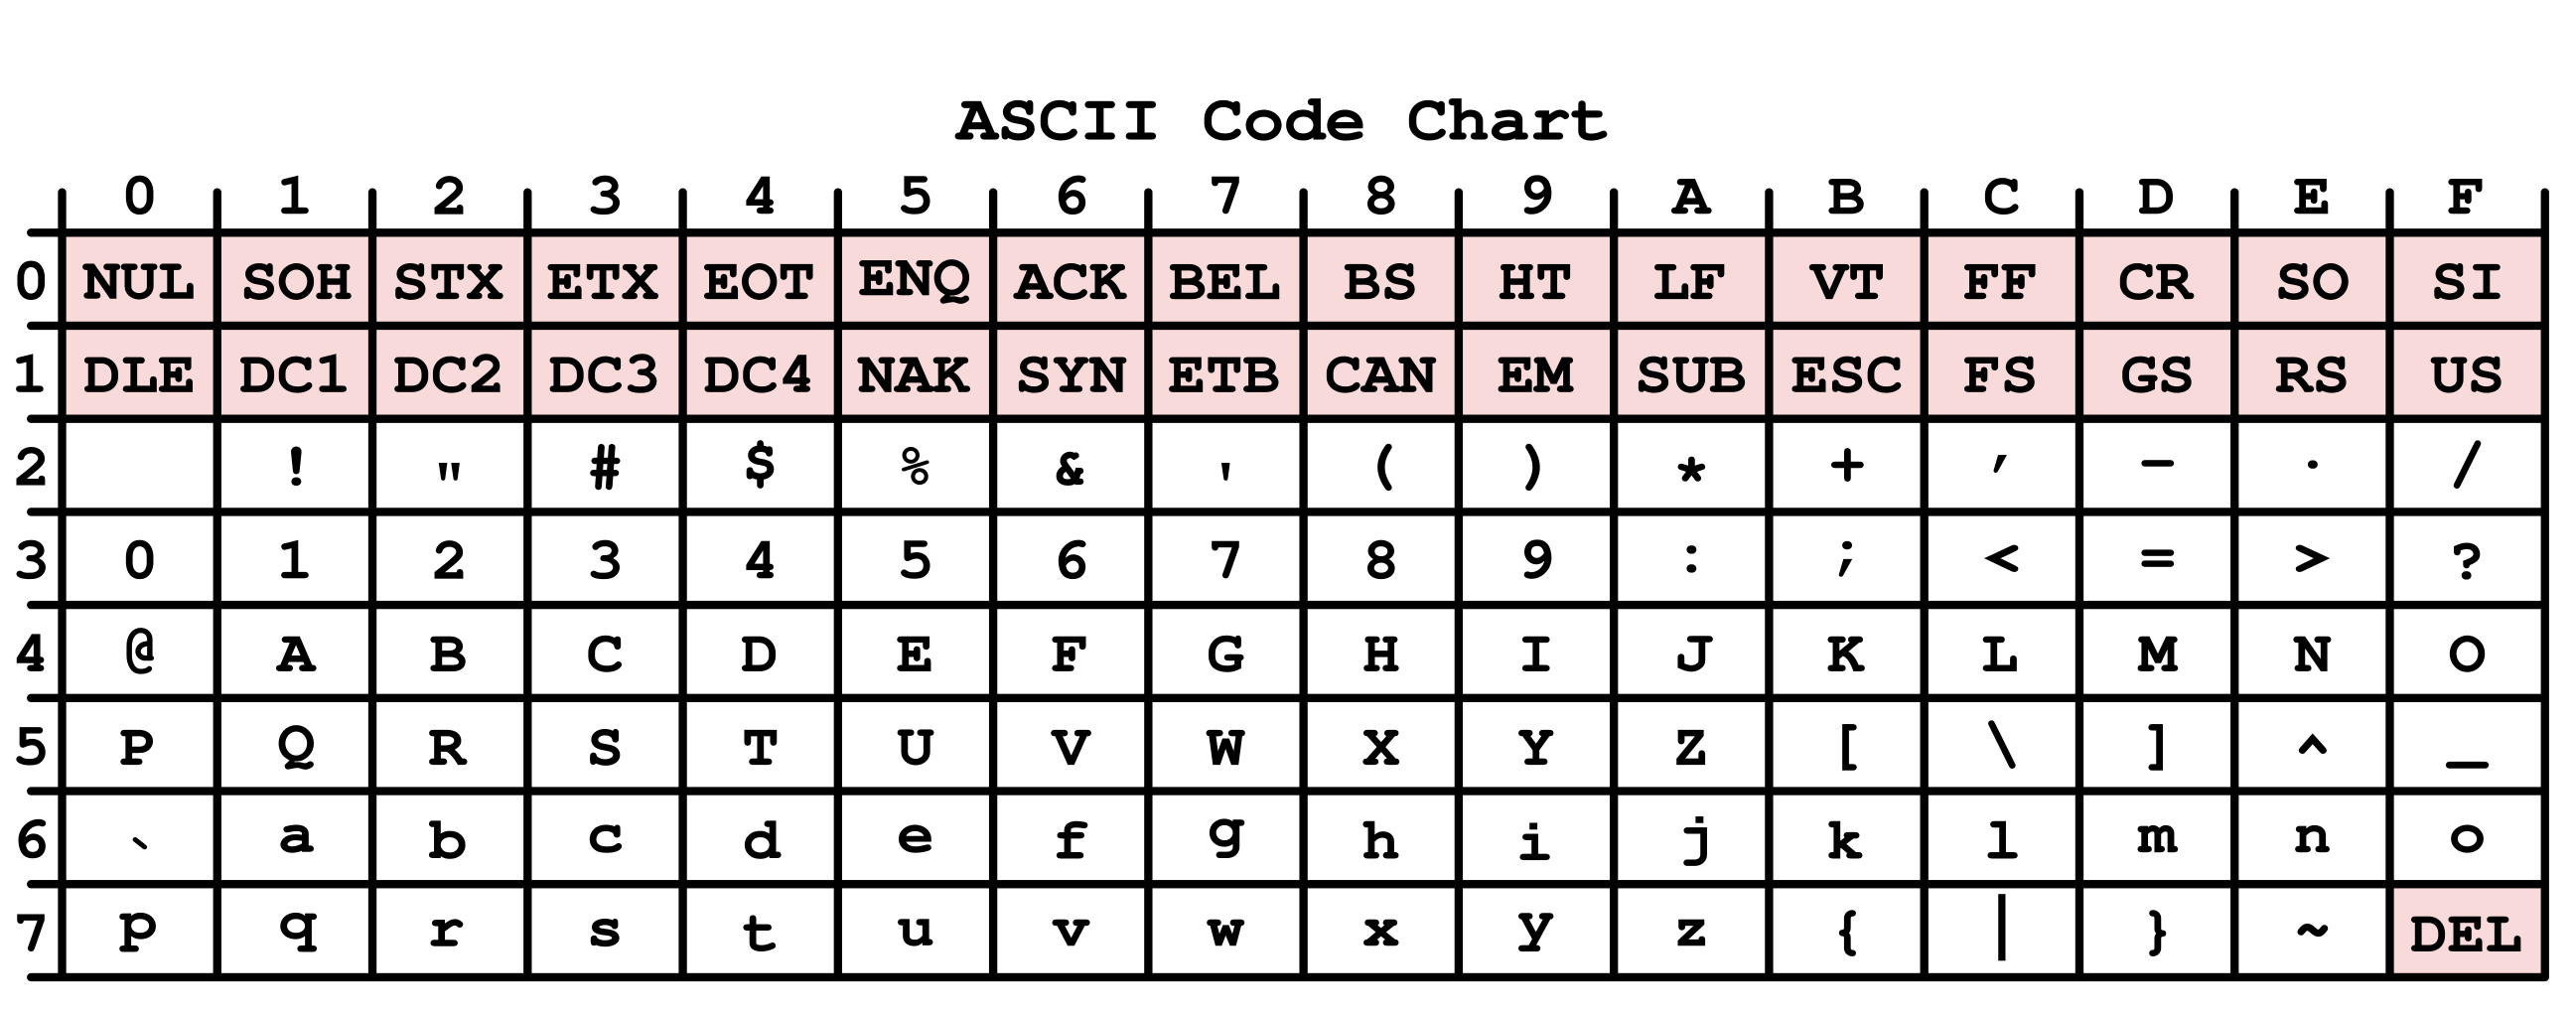 ASCII Code Chart
0 1 2 3 4 5 6 7 8 9 A B C D E F
0 NUL SOH STX ETX EOT ENQ ACK BEL BS HT LF VT FF CR SO SI
1 DLE DC1 DC2 DC3 DC4 NAK SYN ETB CAN EM SUB ESC FS GS RS US
2 ! " # $ % & ' ( ) * + , - . /
3 0 1 2 3 4 5 6 7 8 9 : ; < = > ?
4 @ A B C D E F G H I J K L M N O
5 P Q R S T U V W X Y Z [ \ ] ^ _
6 ` a b c d e f g h i j k l m n o
7 p q r s t u v w x y z { | } ~ DEL